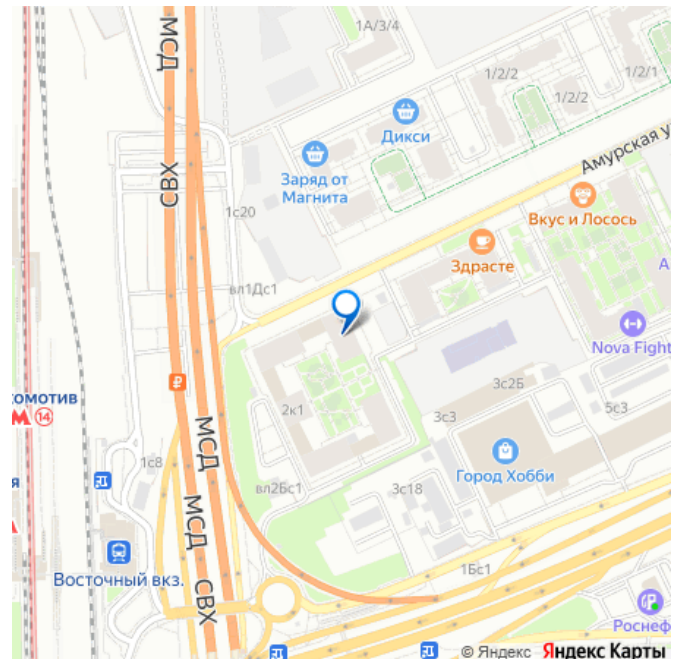 МСД
1А/3/4
1/2/2
1/2/1
1/2/2
Дикси
Заряд от
Магнита
Амурская у
СВХ
1с20
Вкус и Лосось
Здрасте
вл1Дс1
А
Nova Fight
₽
комотив
М 14
2к1
3с2Б
3с3
5с3
МСД
1с8
я
вл2Бс1
3с18
Город Хобби
МСД
Восточный вкз.
1Бс1
СВХ
Роснеф
© Яндекс Яндекс Карты